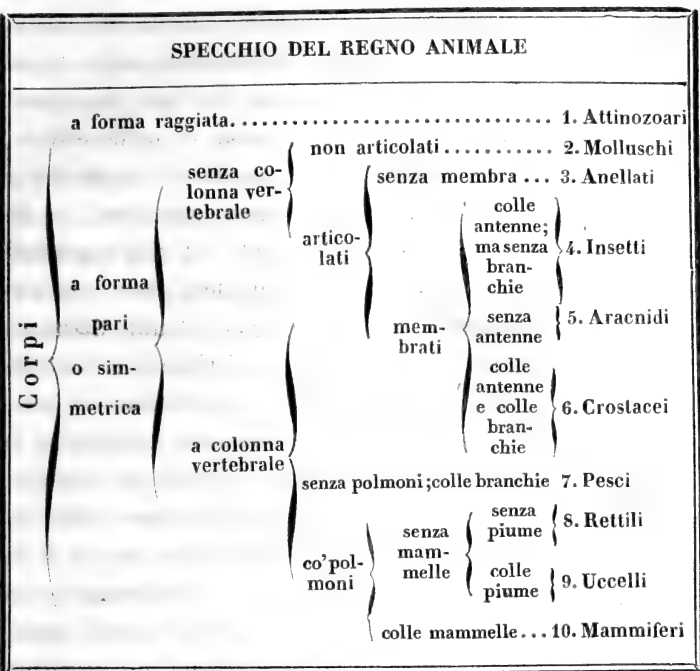 SPECCHIO DEL REGNO ANIMALE
Corpi
a forma raggiata................................ 1. Attinozoari
a forma
pari
o sim-
metrica
senza co-
lonna ver-
tebrale
non articolati ........... 2. Molluschi
artico-
lati
senza membra ... 3. Anellati
mem-
brati
colle
antenne;
ma senza
bran-
chie
4. Insetti
senza
antenne
5. Aracnidi
colle
antenne
e colle
bran-
chie
6. Crostacei
a colonna
vertebrale
senza polmoni; colle branchie 7. Pesci
co'pol-
moni
senza
mam-
melle
senza
piume
8. Rettili
colle
piume
9. Uccelli
colle mammelle... 10. Mammiferi